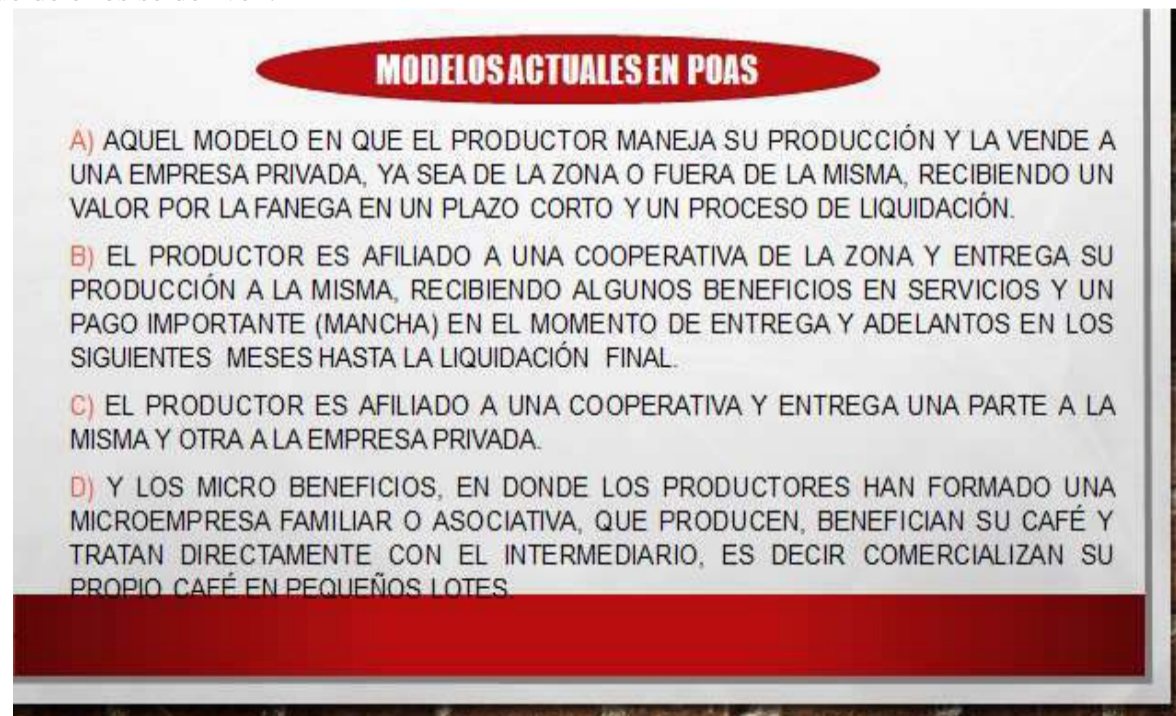 MODELOS ACTUALES EN POAS
A) AQUEL MODELO EN QUE EL PRODUCTOR MANEJA SU PRODUCCIÓN Y LA VENDE A
UNA EMPRESA PRIVADA, YA SEA DE LA ZONA O FUERA DE LA MISMA, RECIBIENDO UN
VALOR POR LA FANEGA EN UN PLAZO CORTO Y UN PROCESO DE LIQUIDACIÓN.
B) EL PRODUCTOR ES AFILIADO A UNA COOPERATIVA DE LA ZONA Y ENTREGA SU
PRODUCCIÓN A LA MISMA, RECIBIENDO ALGUNOS BENEFICIOS EN SERVICIOS Y UN
PAGO IMPORTANTE (MANCHA) EN EL MOMENTO DE ENTREGA Y ADELANTOS EN LOS
SIGUIENTES MESES HASTA LA LIQUIDACIÓN FINAL.
C) EL PRODUCTOR ES AFILIADO A UNA COOPERATIVA Y ENTREGA UNA PARTE A LA
MISMA Y OTRA A LA EMPRESA PRIVADA.
D) Y LOS MICRO BENEFICIOS, EN DONDE LOS PRODUCTORES HAN FORMADO UNA
MICROEMPRESA FAMILIAR O ASOCIATIVA, QUE PRODUCEN, BENEFICIAN SU CAFÉ Y
TRATAN DIRECTAMENTE CON EL INTERMEDIARIO, ES DECIR COMERCIALIZAN SU
PROPIO CAFÉ EN PEQUEÑOS LOTES.